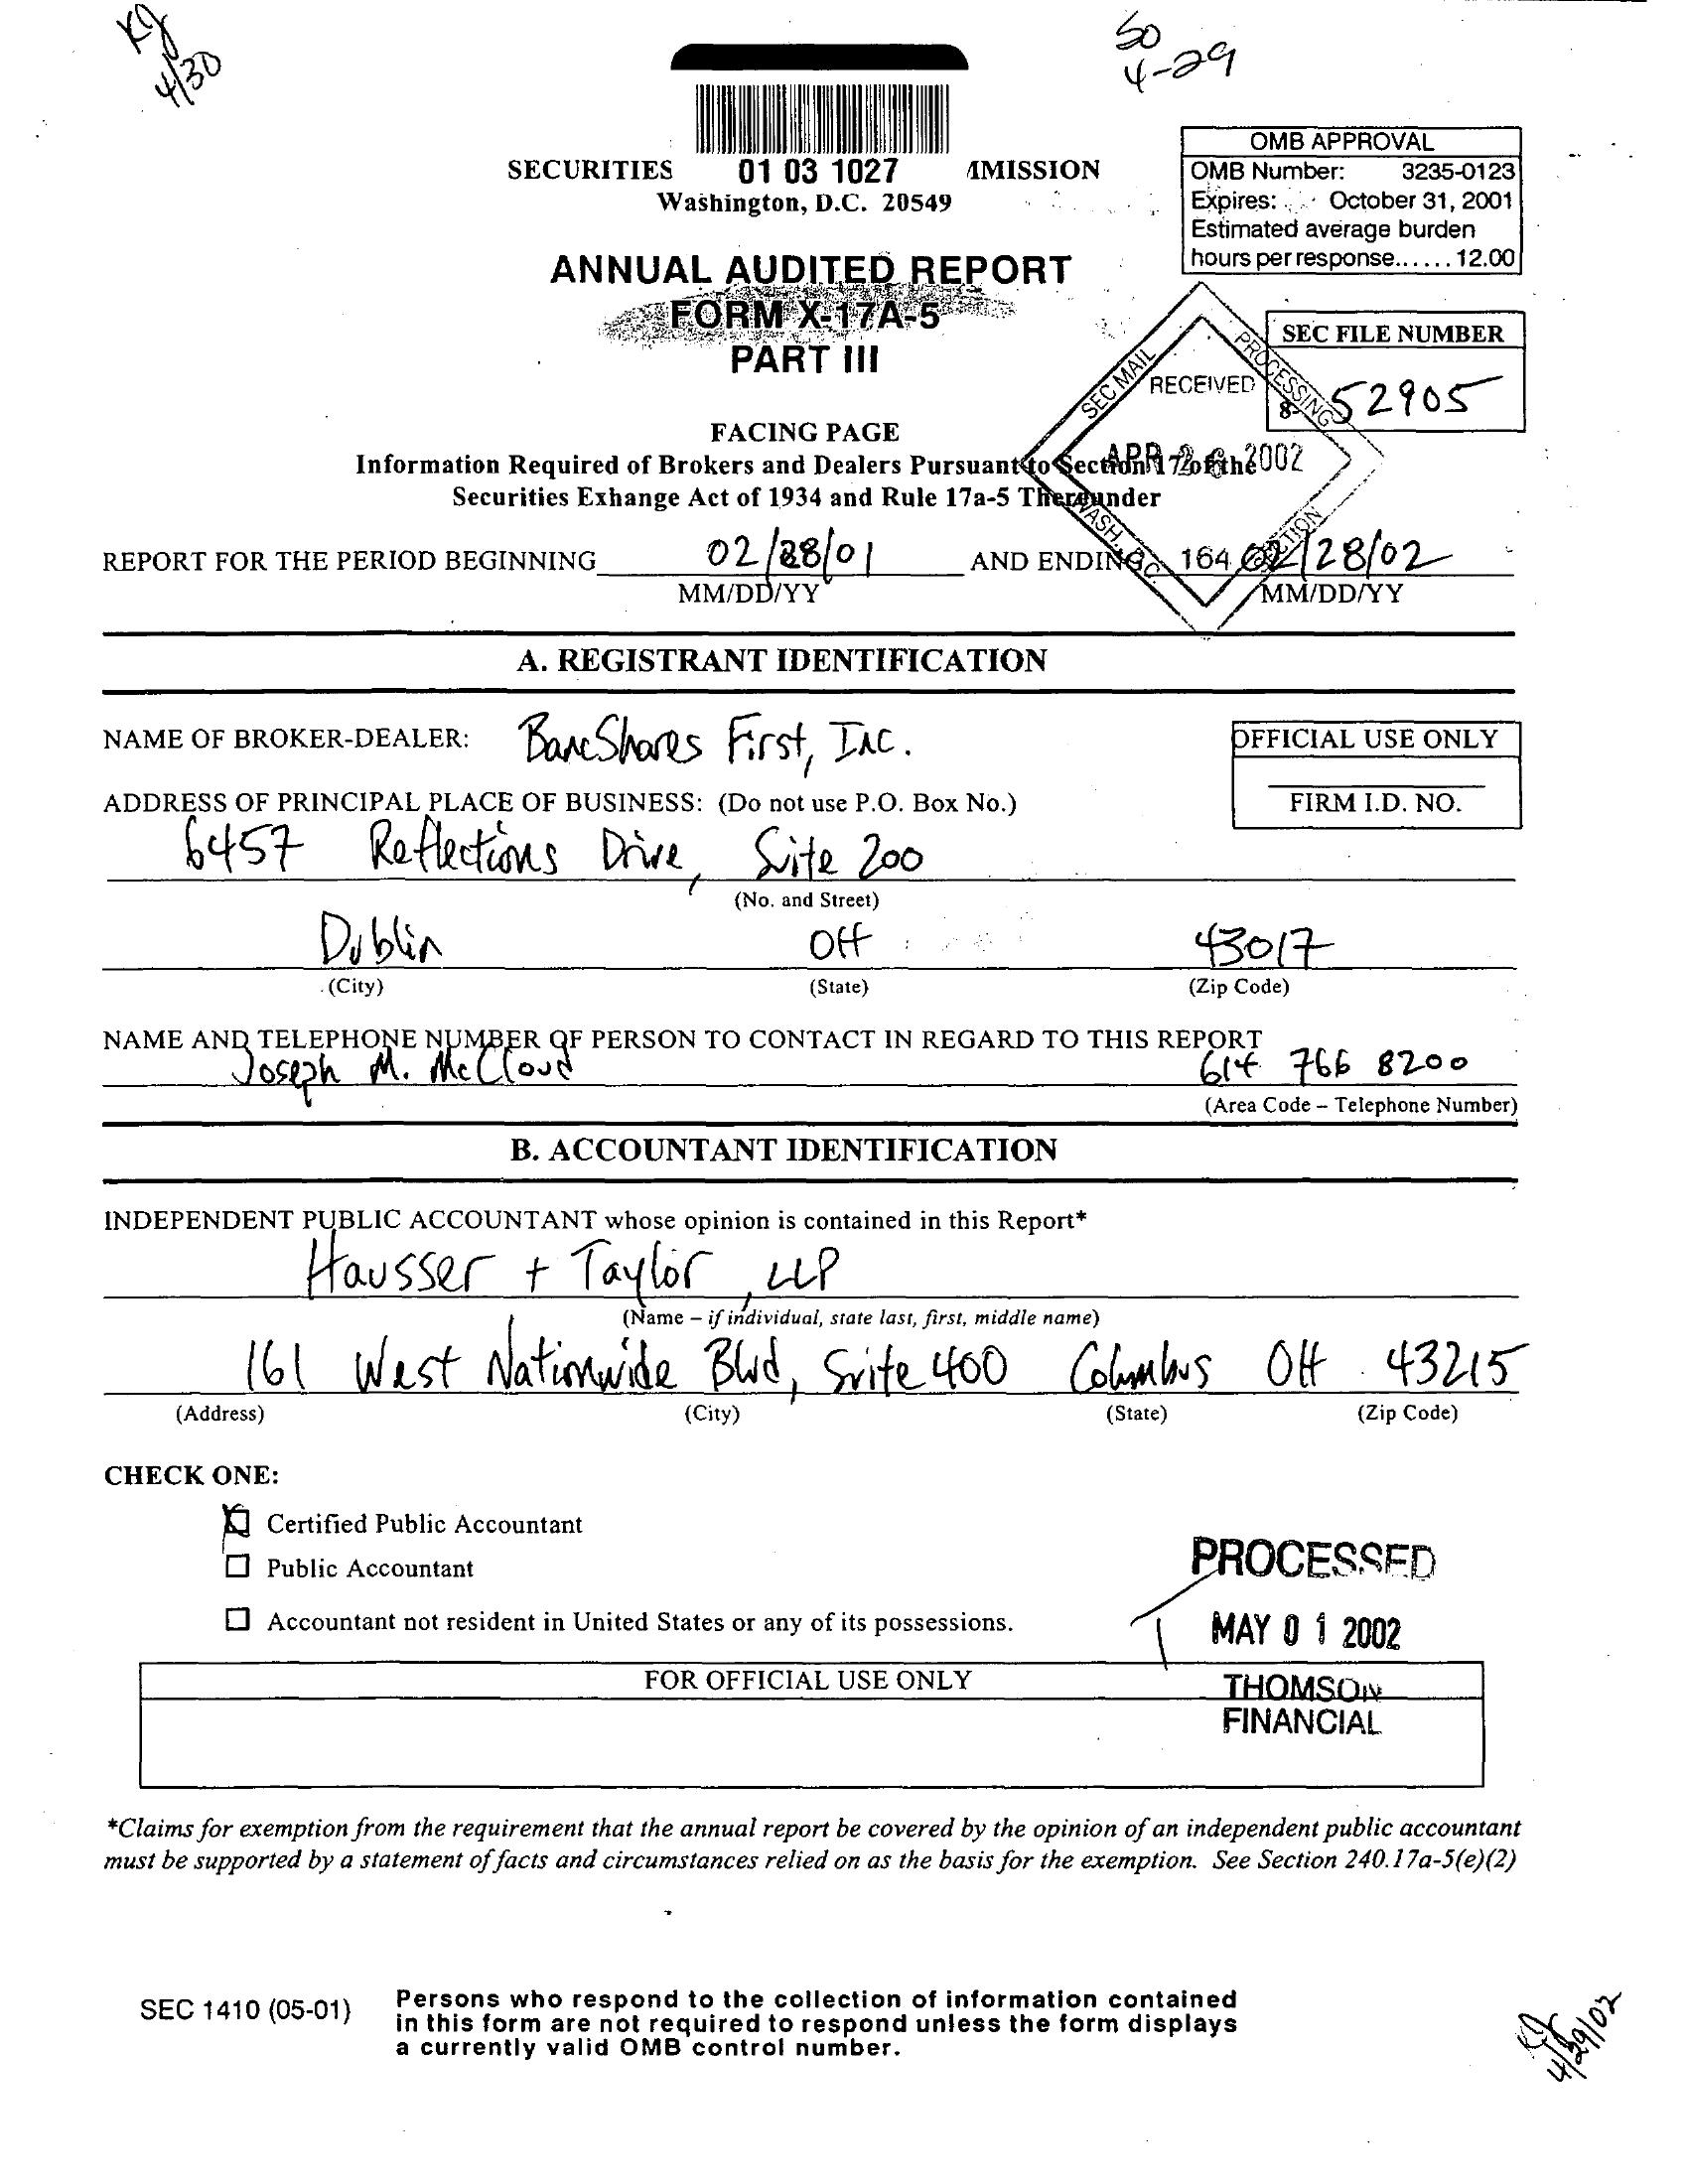 KJ
4/30
SO
4-29
SECURITIES 01 03 1027 MMISSION
Washington, D.C. 20549
OMB APPROVAL
OMB Number: 3235-0123
Expires: October 31, 2001
Estimated average burden
hours per response...... 12.00
ANNUAL AUDITED REPORT
FORM X-17A-5
PART III
SEC FILE NUMBER
8- 52905
SEC MAIL PROCESSING
RECEIVED
APR 26 2002
WASH. D.C. 164 SECTION
FACING PAGE
Information Required of Brokers and Dealers Pursuant to Section 17 of the
Securities Exhange Act of 1934 and Rule 17a-5 Thereunder
REPORT FOR THE PERIOD BEGINNING 02/28/01 AND ENDING 02/28/02
MM/DD/YY MM/DD/YY
A. REGISTRANT IDENTIFICATION
NAME OF BROKER-DEALER: BancShares First, Inc.
OFFICIAL USE ONLY
FIRM I.D. NO.
ADDRESS OF PRINCIPAL PLACE OF BUSINESS: (Do not use P.O. Box No.)
6457 Reflections Drive, Suite 200
(No. and Street)
Dublin OH 43017
(City) (State) (Zip Code)
NAME AND TELEPHONE NUMBER OF PERSON TO CONTACT IN REGARD TO THIS REPORT
Joseph M. McCloud 614 766 8200
(Area Code – Telephone Number)
B. ACCOUNTANT IDENTIFICATION
INDEPENDENT PUBLIC ACCOUNTANT whose opinion is contained in this Report*
Hausser + Taylor, LLP
(Name – if individual, state last, first, middle name)
161 West Nationwide Blvd, Suite 400 Columbus OH 43215
(Address) (City) (State) (Zip Code)
CHECK ONE:
Certified Public Accountant
Public Accountant
Accountant not resident in United States or any of its possessions.
PROCESSED
MAY 0 1 2002
THOMSON
FINANCIAL
FOR OFFICIAL USE ONLY
*Claims for exemption from the requirement that the annual report be covered by the opinion of an independent public accountant
must be supported by a statement of facts and circumstances relied on as the basis for the exemption. See Section 240.17a-5(e)(2)
SEC 1410 (05-01)
Persons who respond to the collection of information contained
in this form are not required to respond unless the form displays
a currently valid OMB control number.
KJ
4/29/02